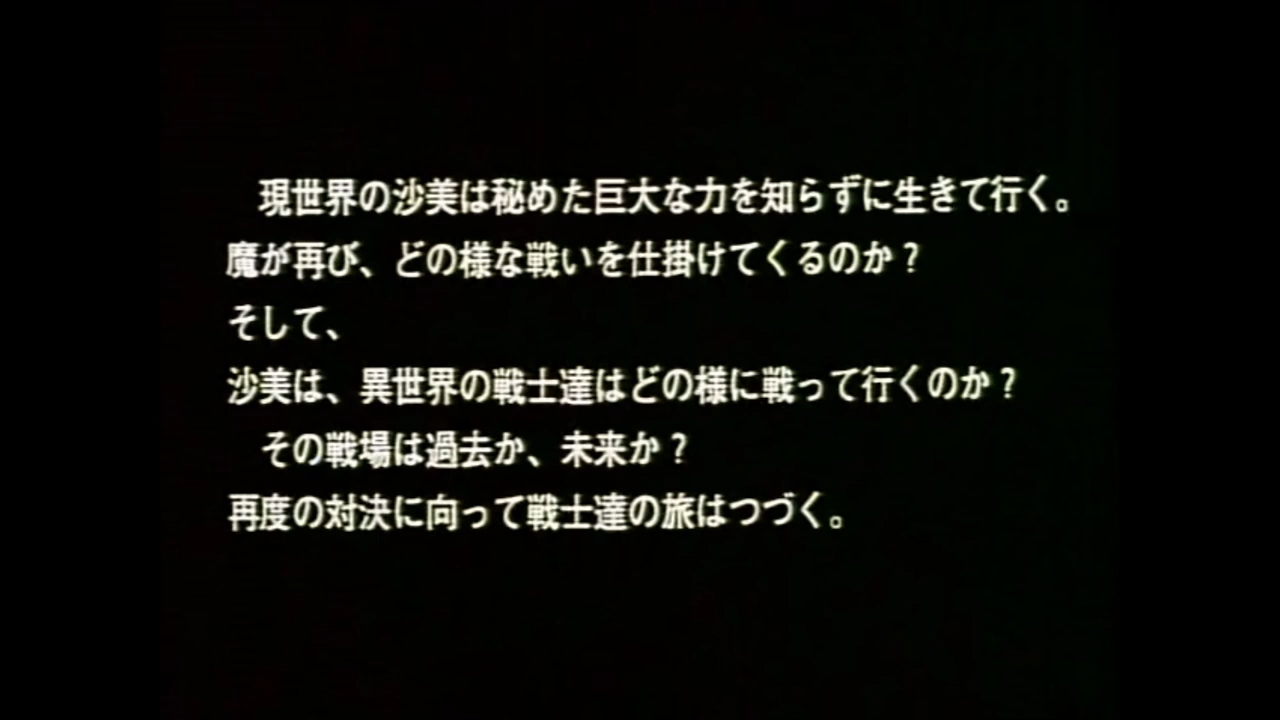 現世界の沙美は秘めた巨大な力を知らずに生きて行く。
魔が再び、どの様な戦いを仕掛けてくるのか？
そして、
沙美は、異世界の戦士達はどの様に戦って行くのか？
その戦場は過去か、未来か？
再度の対決に向って戦士達の旅はつづく。